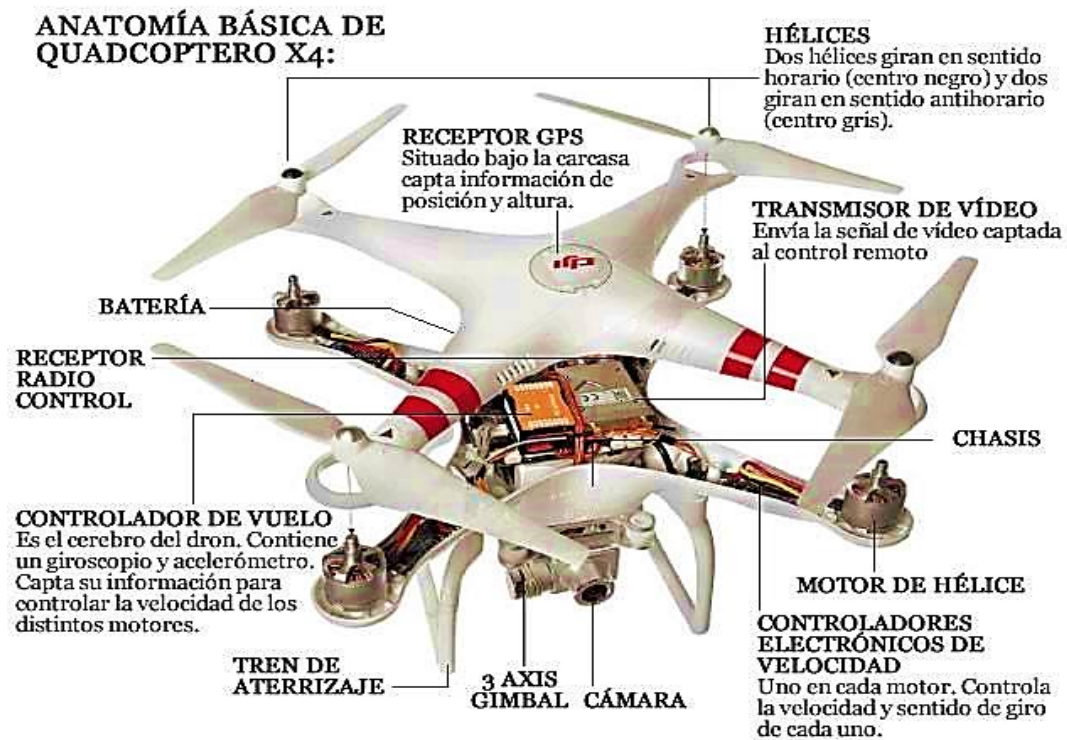 ANATOMÍA BÁSICA DE
QUADCOPTERO X4:
HÉLICES
Dos hélices giran en sentido
horario (centro negro) y dos
giran en sentido antihorario
(centro gris).
RECEPTOR GPS
Situado bajo la carcasa
capta información de
posición y altura.
TRANSMISOR DE VÍDEO
Envía la señal de vídeo captada
al control remoto
dji
BATERÍA
RECEPTOR
RADIO
CONTROL
CHASIS
CONTROLADOR DE VUELO
Es el cerebro del dron. Contiene
un giroscopio y acelerómetro.
Capta su información para
controlar la velocidad de los
distintos motores.
MOTOR DE HÉLICE
CONTROLADORES
ELECTRÓNICOS DE
VELOCIDAD
Uno en cada motor. Controla
la velocidad y sentido de giro
de cada uno.
TREN DE
ATERRIZAJE
3 AXIS
GIMBAL
CÁMARA